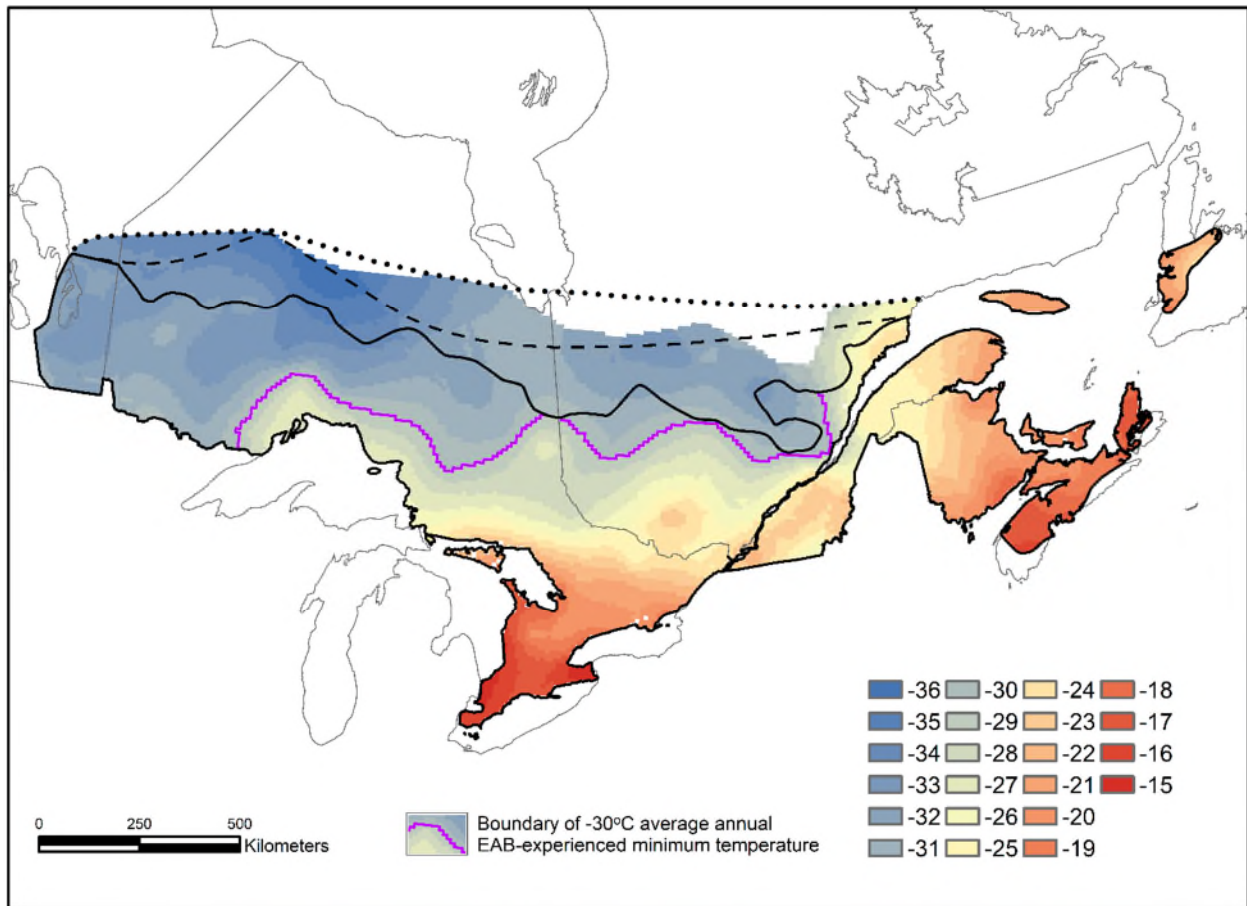 -36 -30 -24 -18
-35 -29 -23 -17
-34 -28 -22 -16
-33 -27 -21 -15
-32 -26 -20
-31 -25 -19
0 250 500
Kilometers
Boundary of -30°C average annual
EAB-experienced minimum temperature